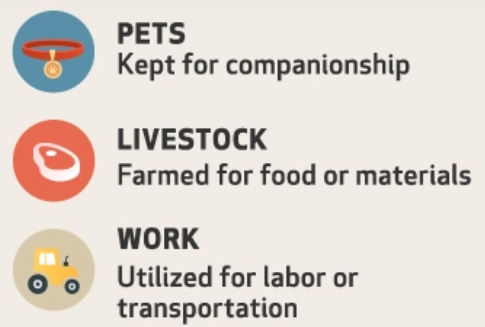 PETS
Kept for companionship
LIVESTOCK
Farmed for food or materials
WORK
Utilized for labor or
transportation